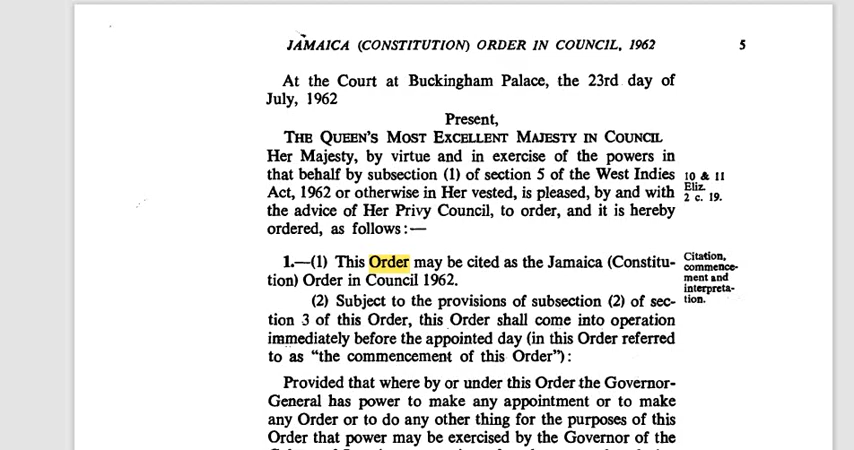 JAMAICA (CONSTITUTION) ORDER IN COUNCIL, 1962 5
At the Court at Buckingham Palace, the 23rd day of
July, 1962
Present,
THE QUEEN'S MOST EXCELLENT MAJESTY IN COUNCIL
Her Majesty, by virtue and in exercise of the powers in
that behalf by subsection (1) of section 5 of the West Indies
Act, 1962 or otherwise in Her vested, is pleased, by and with
the advice of Her Privy Council, to order, and it is hereby
ordered, as follows:—
10 & 11
Eliz.
2 c. 19.
1.—(1) This Order may be cited as the Jamaica (Constitu-
tion) Order in Council 1962.
Citation,
commence-
ment and
interpreta-
tion.
(2) Subject to the provisions of subsection (2) of sec-
tion 3 of this Order, this Order shall come into operation
immediately before the appointed day (in this Order referred
to as "the commencement of this Order"):
Provided that where by or under this Order the Governor-
General has power to make any appointment or to make
any Order or to do any other thing for the purposes of this
Order that power may be exercised by the Governor of the